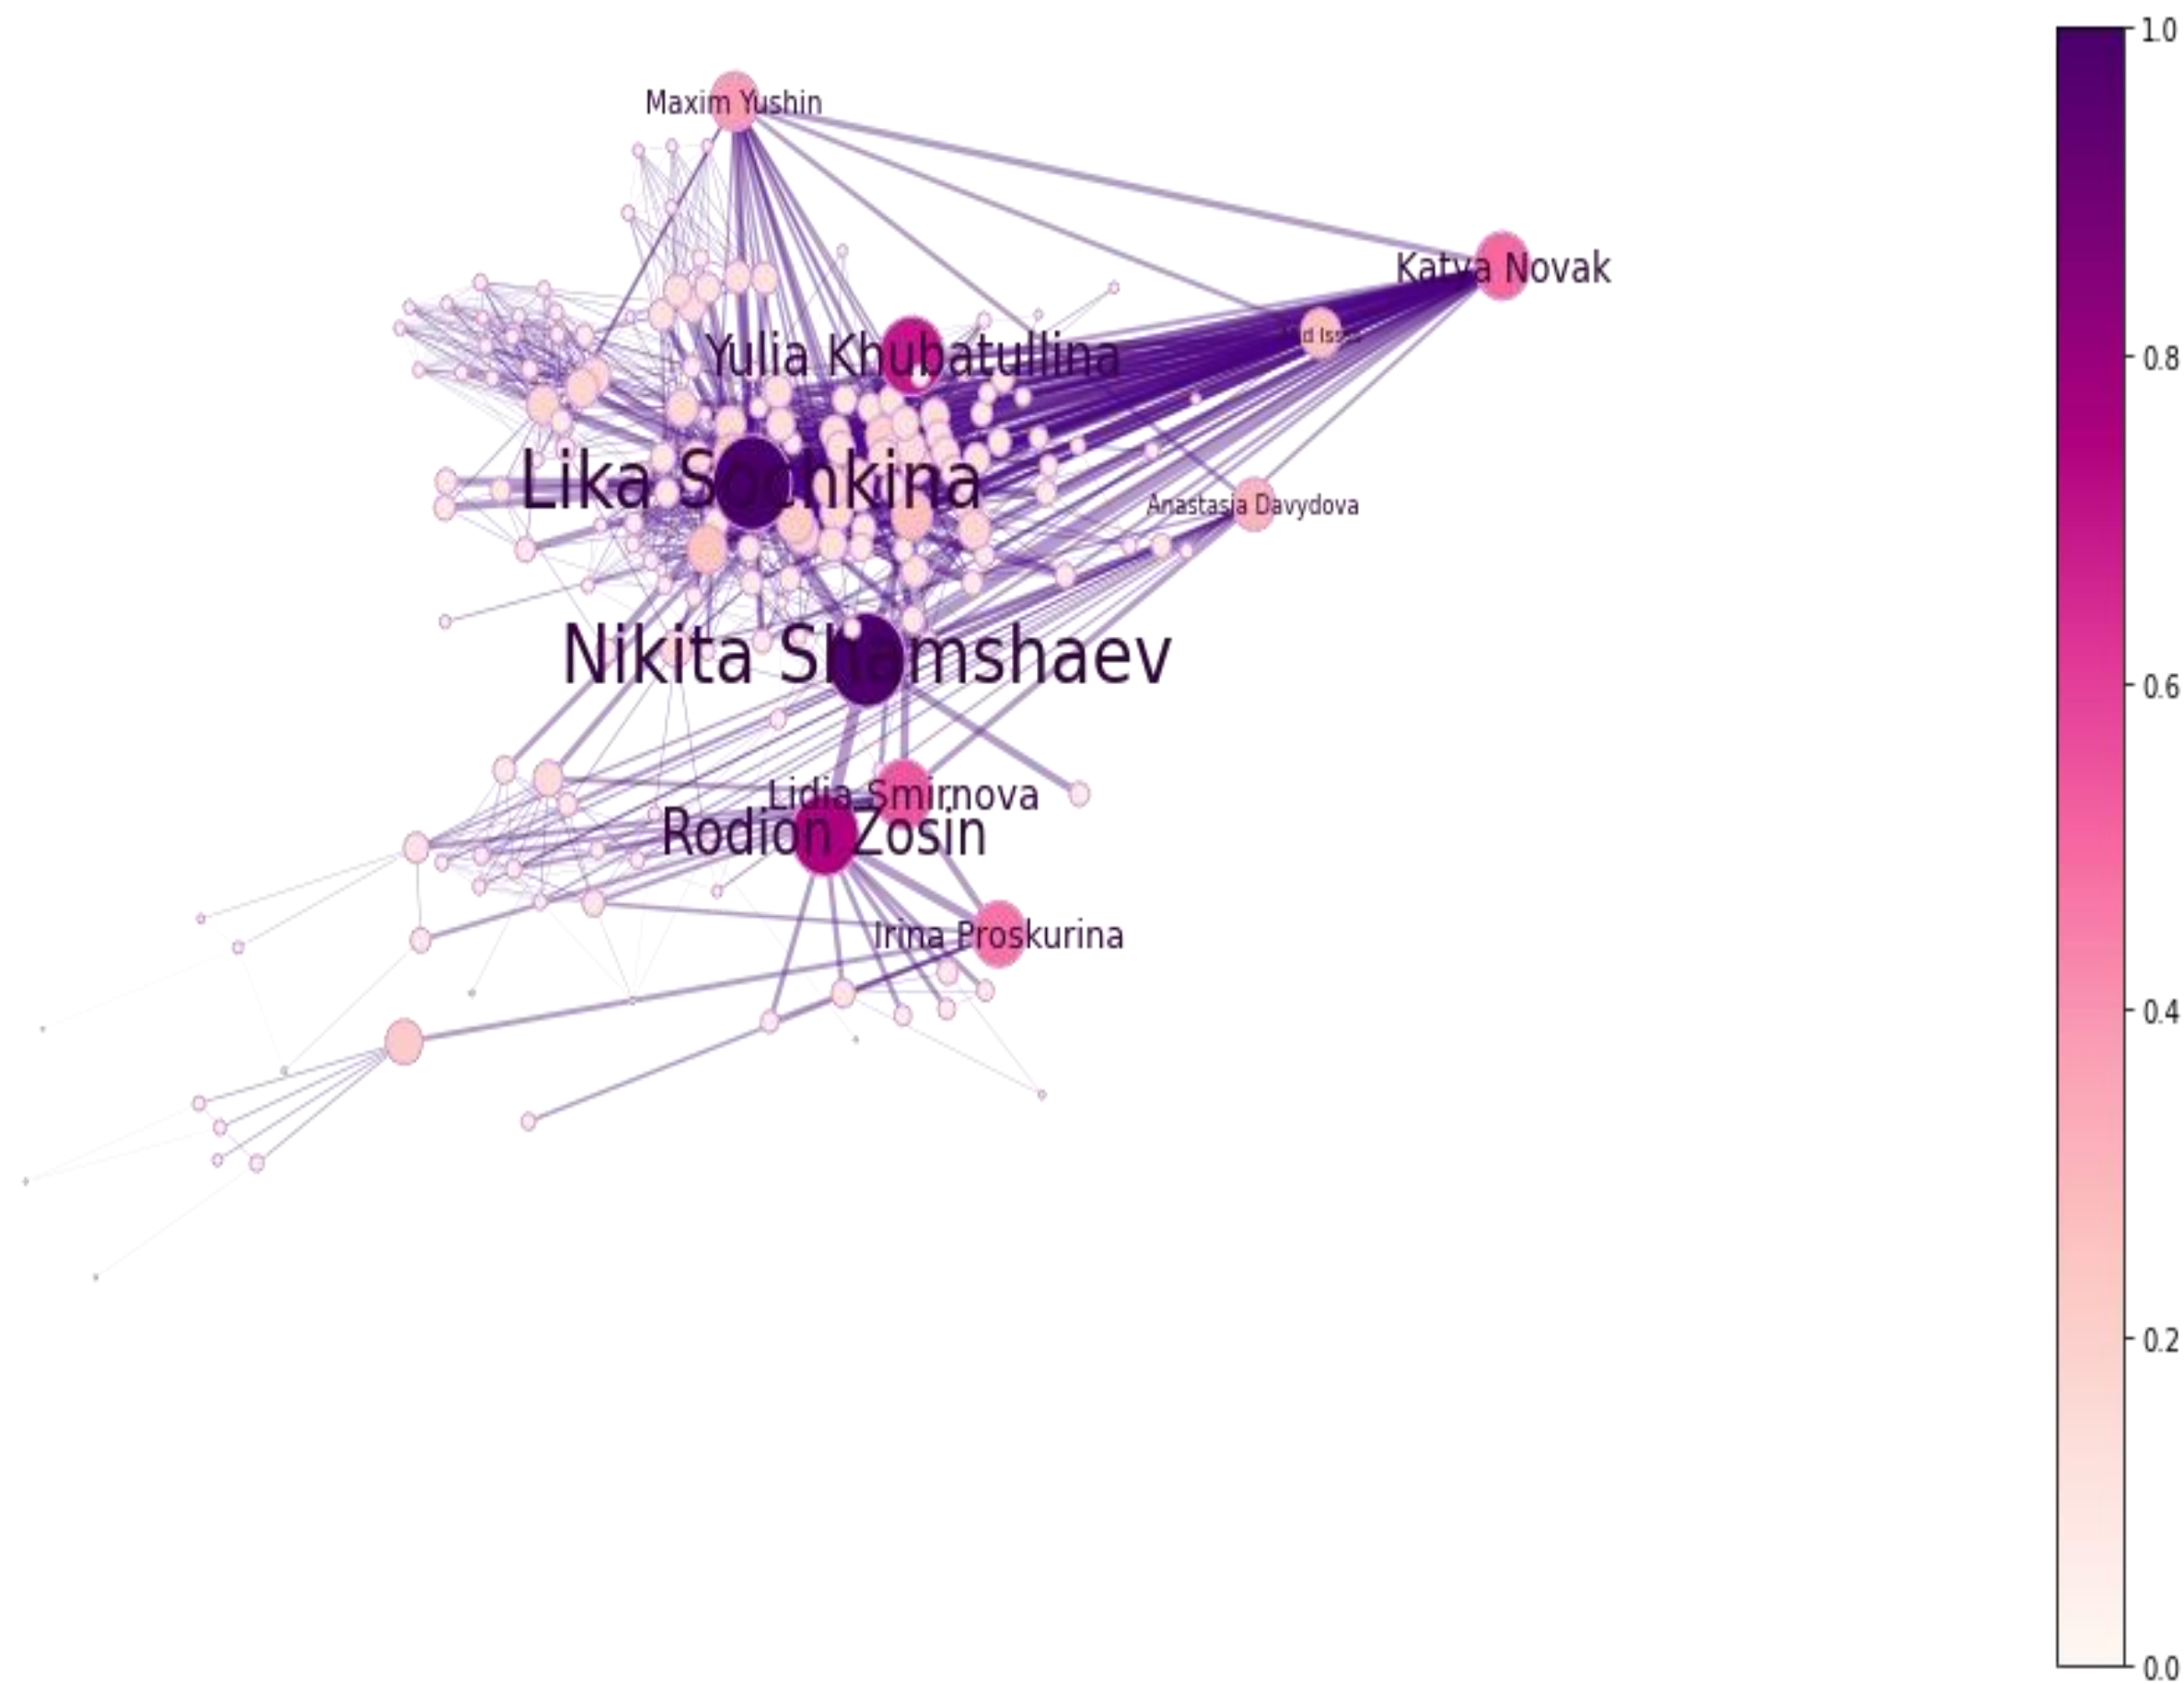 1.0
Maxim Yushin
Katya Novak
Yulia Khubatullina
0.8
Lika Sochkina
Anastasia Davydova
Nikita Shamshaev
0.6
Lidia Smirnova
Rodion Zosin
Irina Proskurina
0.4
0.2
0.0